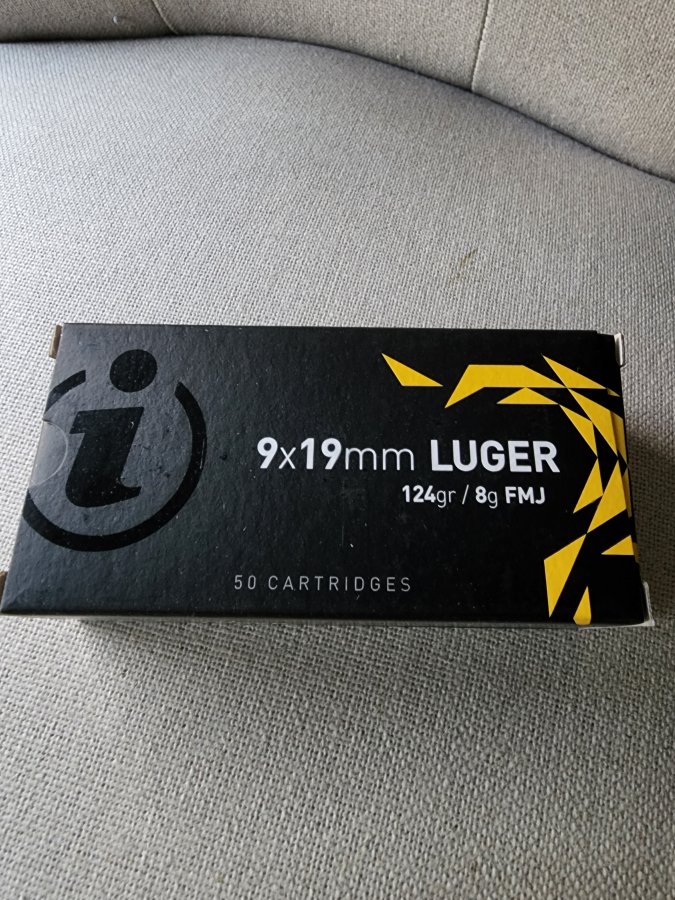 i
9x19mm LUGER
124gr / 8g FMJ
50 CARTRIDGES